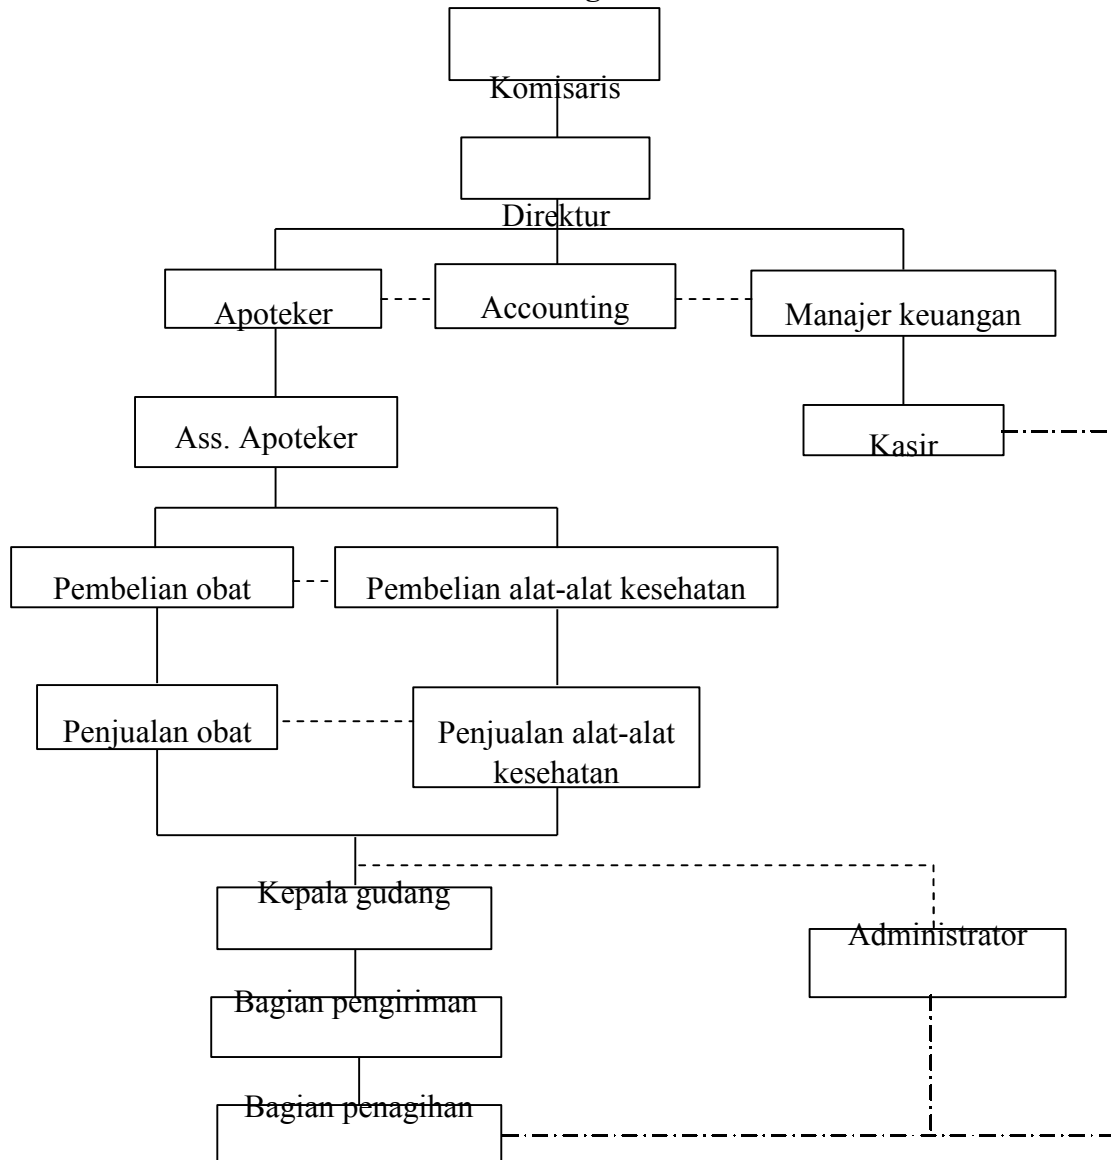 Komisaris
Direktur
Apoteker
Accounting
Manajer keuangan
Ass. Apoteker
Kasir
Pembelian obat
Pembelian alat-alat kesehatan
Penjualan obat
Penjualan alat-alat
kesehatan
Kepala gudang
Administrator
Bagian pengiriman
Bagian penagihan